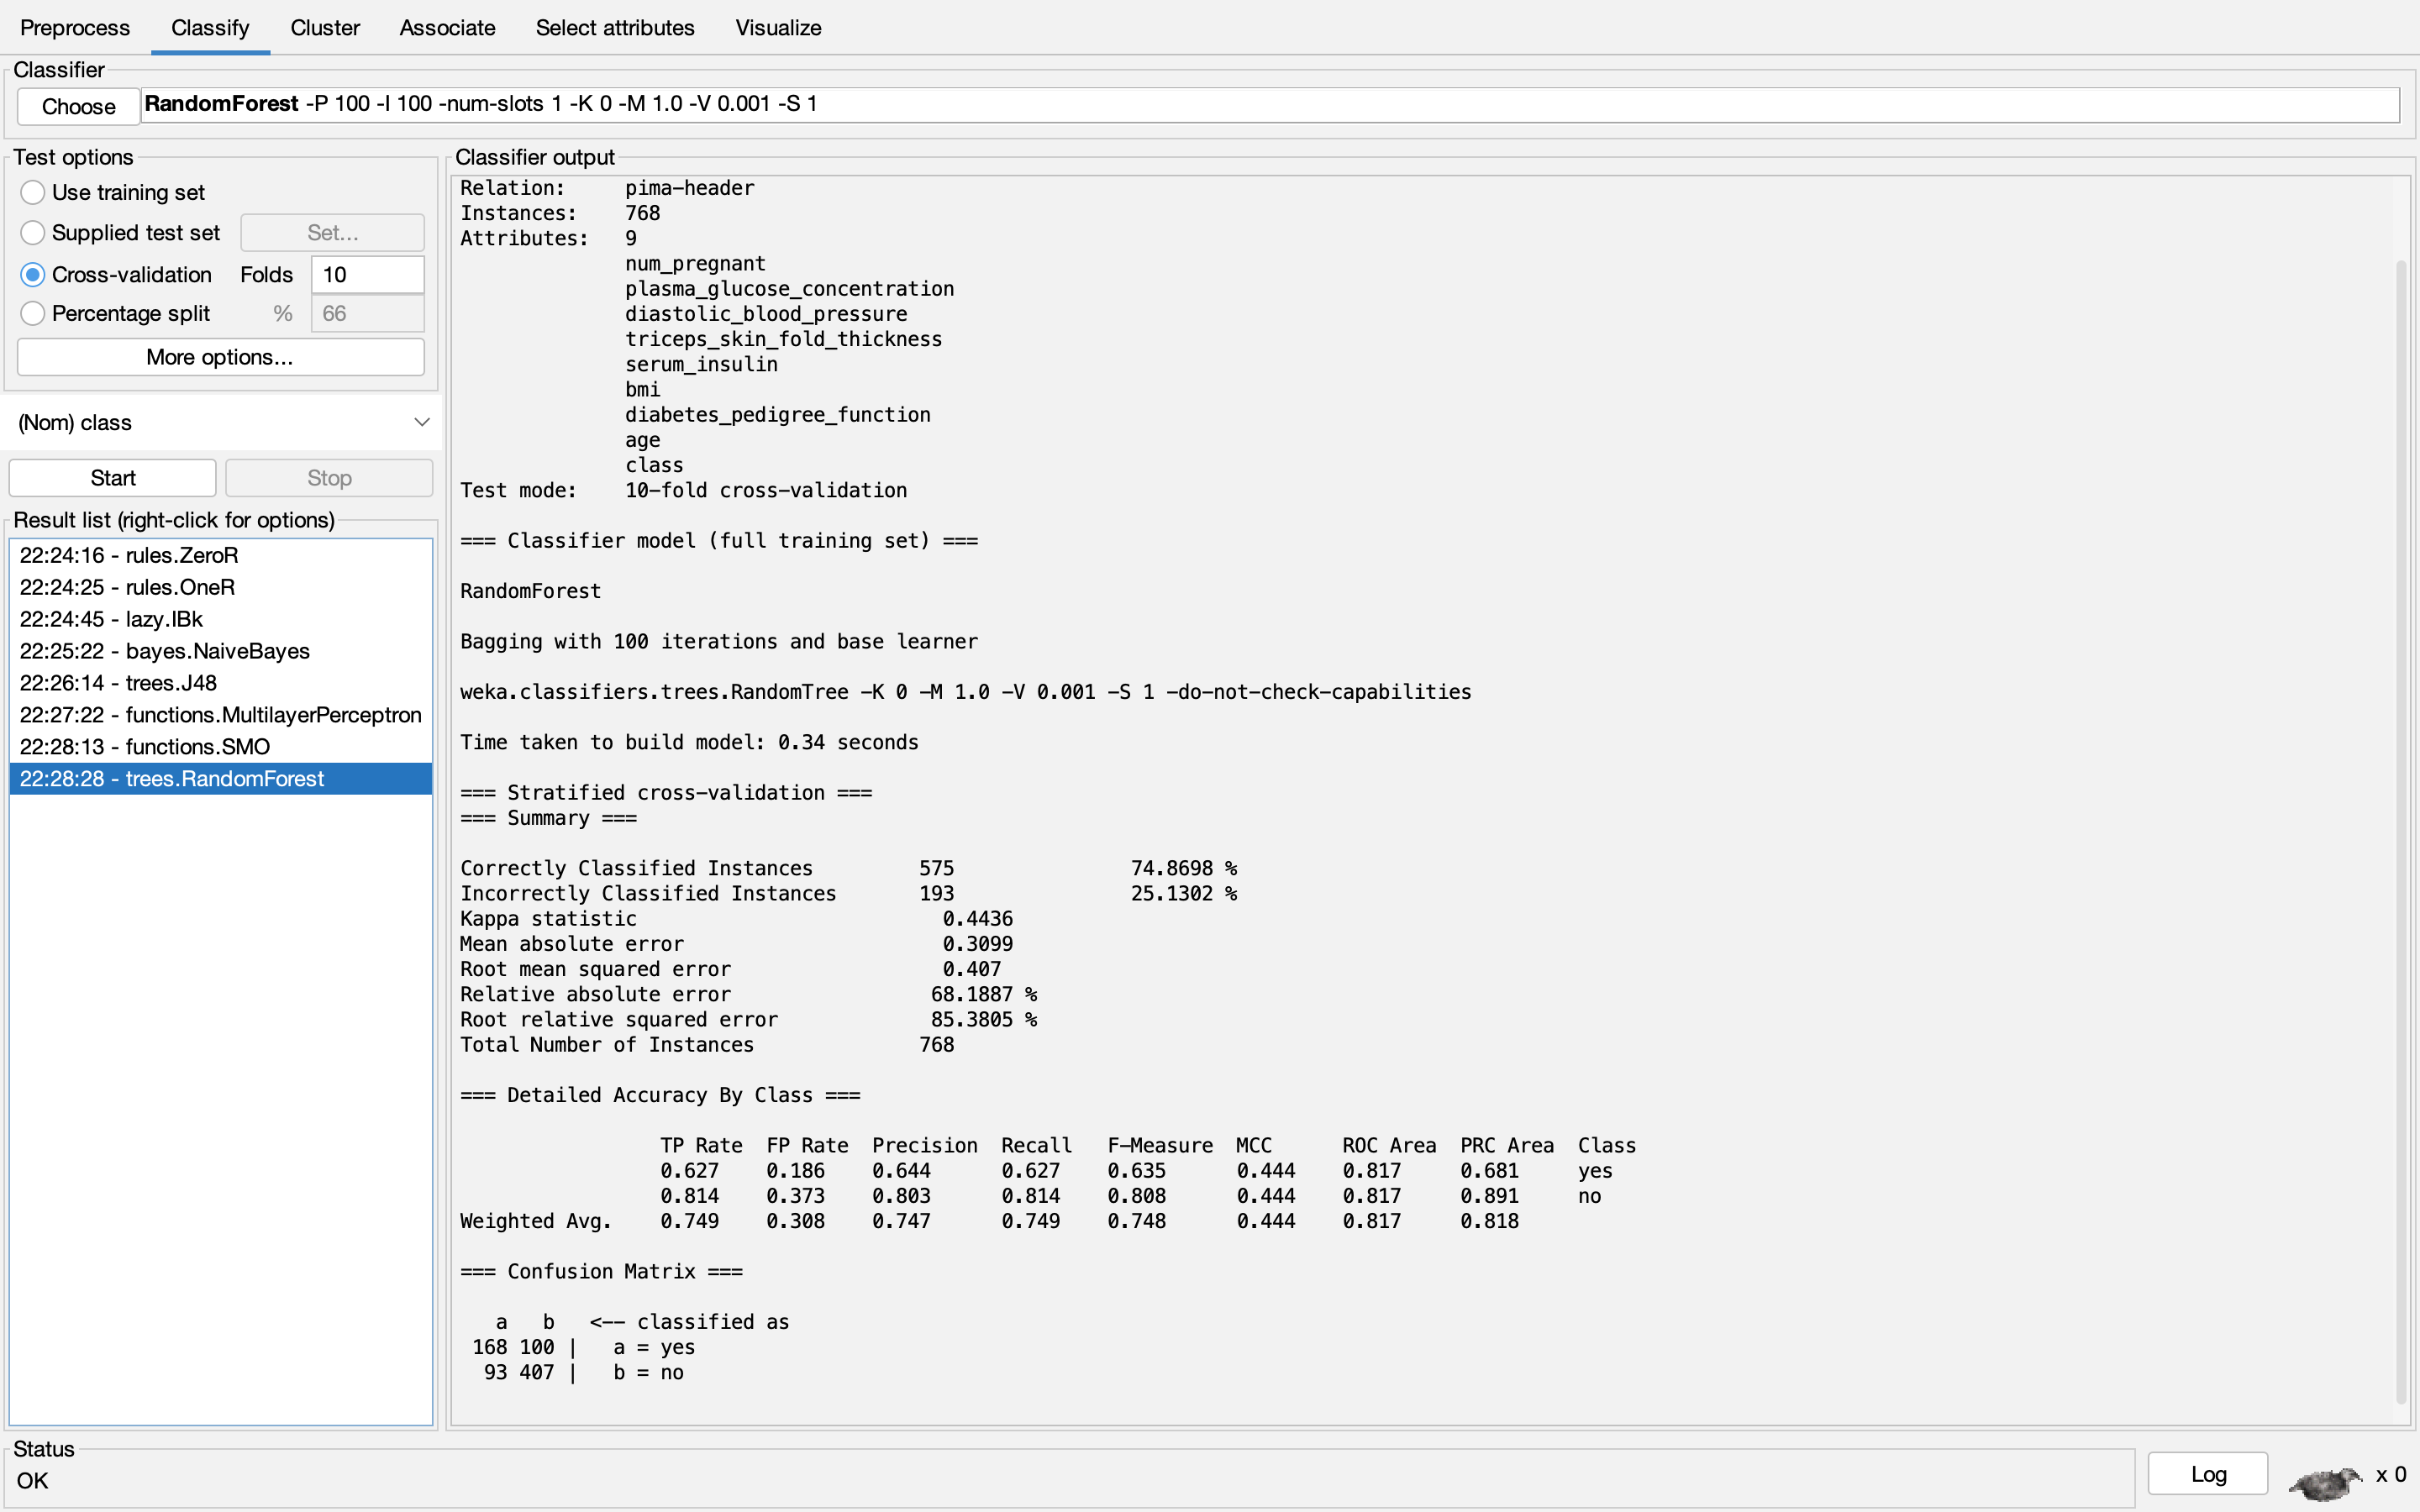 Preprocess Classify Cluster Associate Select attributes Visualize
Classifier
Choose RandomForest -P 100 -I 100 -num-slots 1 -K 0 -M 1.0 -V 0.001 -S 1
Test options
Use training set
Supplied test set Set...
Cross-validation Folds 10
Percentage split % 66
More options...
(Nom) class
Start Stop
Result list (right-click for options)
22:24:16 - rules.ZeroR
22:24:25 - rules.OneR
22:24:45 - lazy.IBk
22:25:22 - bayes.NaiveBayes
22:26:14 - trees.J48
22:27:22 - functions.MultilayerPerceptron
22:28:13 - functions.SMO
22:28:28 - trees.RandomForest
Classifier output
Relation: pima-header
Instances: 768
Attributes: 9
num_pregnant
plasma_glucose_concentration
diastolic_blood_pressure
triceps_skin_fold_thickness
serum_insulin
bmi
diabetes_pedigree_function
age
class
Test mode: 10-fold cross-validation
=== Classifier model (full training set) ===
RandomForest
Bagging with 100 iterations and base learner
weka.classifiers.trees.RandomTree -K 0 -M 1.0 -V 0.001 -S 1 -do-not-check-capabilities
Time taken to build model: 0.34 seconds
=== Stratified cross-validation ===
=== Summary ===
Correctly Classified Instances 575 74.8698 %
Incorrectly Classified Instances 193 25.1302 %
Kappa statistic 0.4436
Mean absolute error 0.3099
Root mean squared error 0.407
Relative absolute error 68.1887 %
Root relative squared error 85.3805 %
Total Number of Instances 768
=== Detailed Accuracy By Class ===
TP Rate FP Rate Precision Recall F-Measure MCC ROC Area PRC Area Class
0.627 0.186 0.644 0.627 0.635 0.444 0.817 0.681 yes
0.814 0.373 0.803 0.814 0.808 0.444 0.817 0.891 no
Weighted Avg. 0.749 0.308 0.747 0.749 0.748 0.444 0.817 0.818
=== Confusion Matrix ===
a b <-- classified as
168 100 | a = yes
93 407 | b = no
Status
OK
Log x 0